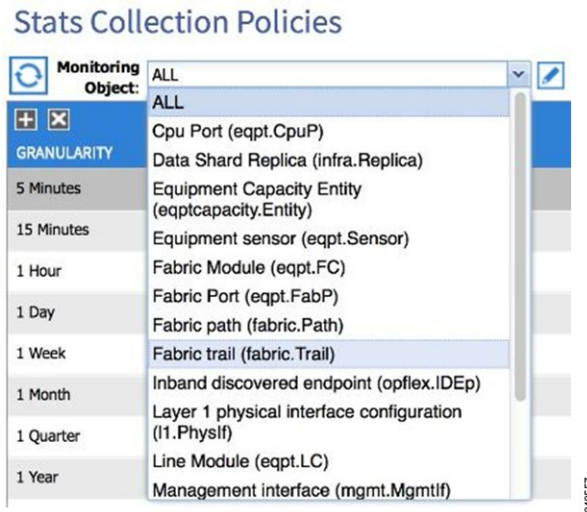 Stats Collection Policies
Monitoring
Object:
ALL
ALL
Cpu Port (eqpt.CpuP)
GRANULARITY
Data Shard Replica (infra.Replica)
5 Minutes
Equipment Capacity Entity
(eqptcapacity.Entity)
15 Minutes
Equipment sensor (eqpt.Sensor)
1 Hour
Fabric Module (eqpt.FC)
Fabric Port (eqpt.FabP)
1 Day
Fabric path (fabric.Path)
1 Week
Fabric trail (fabric.Trail)
1 Month
Inband discovered endpoint (opflex.IDEp)
Layer 1 physical interface configuration
(l1.PhysIf)
1 Quarter
Line Module (eqpt.LC)
1 Year
Management interface (mgmt.MgmtIf)